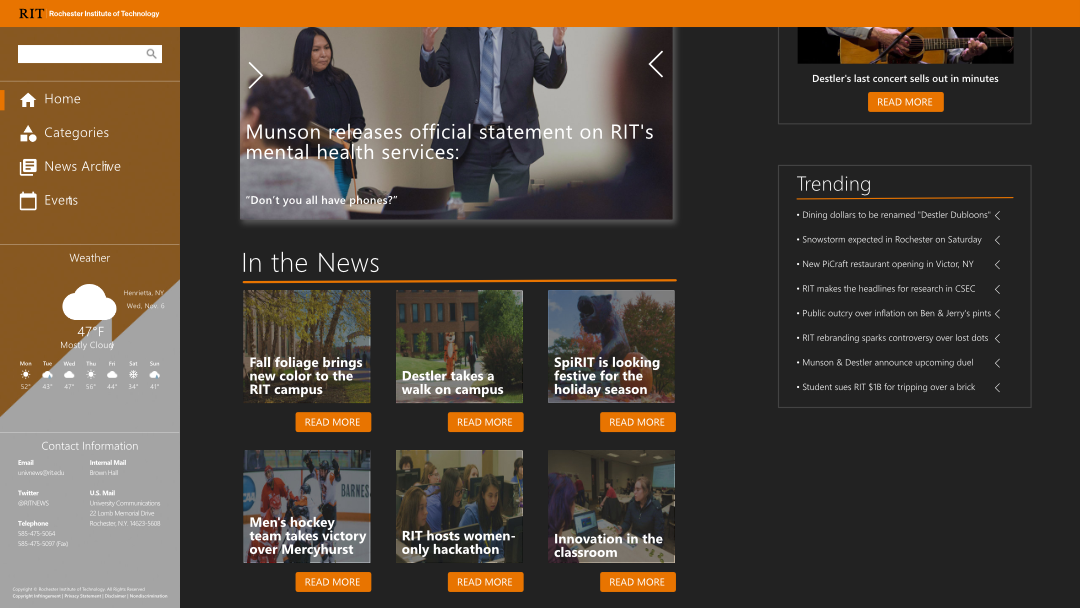 RIT Rochester Institute of Technology
Home
Categories
News Archive
Events
Weather
Henrietta, NY
Wed, Nov. 6
47°F
Mostly Cloudy
Mon Tue Wed Thu Fri Sat Sun
52° 43° 47° 56° 44° 34° 41°
Contact Information
Email
unews@rit.edu
Twitter
@RITNEWS
Telephone
585-475-5064
585-475-5097 (Fax)
Internal Mail
Brown Hall
U.S. Mail
University Communications
22 Lomb Memorial Drive
Rochester, N.Y. 14623-5608
Copyright © Rochester Institute of Technology. All Rights Reserved
Copyright Infringement | Privacy Statement | Disclaimer | Nondiscrimination
Munson releases official statement on RIT's
mental health services:
"Don't you all have phones?"
In the News
Fall foliage brings
new color to the
RIT campus
READ MORE
Destler takes a
walk on campus
READ MORE
SpiRIT is looking
festive for the
holiday season
READ MORE
BARNES
Men's hockey
team takes victory
over Mercyhurst
READ MORE
RIT hosts women-
only hackathon
READ MORE
Innovation in the
classroom
READ MORE
Destler's last concert sells out in minutes
READ MORE
Trending
• Dining dollars to be renamed "Destler Dubloons"
• Snowstorm expected in Rochester on Saturday
• New PiCraft restaurant opening in Victor, NY
• RIT makes the headlines for research in CSEC
• Public outcry over inflation on Ben & Jerry's pints
• RIT rebranding sparks controversy over lost dots
• Munson & Destler announce upcoming duel
• Student sues RIT $1B for tripping over a brick